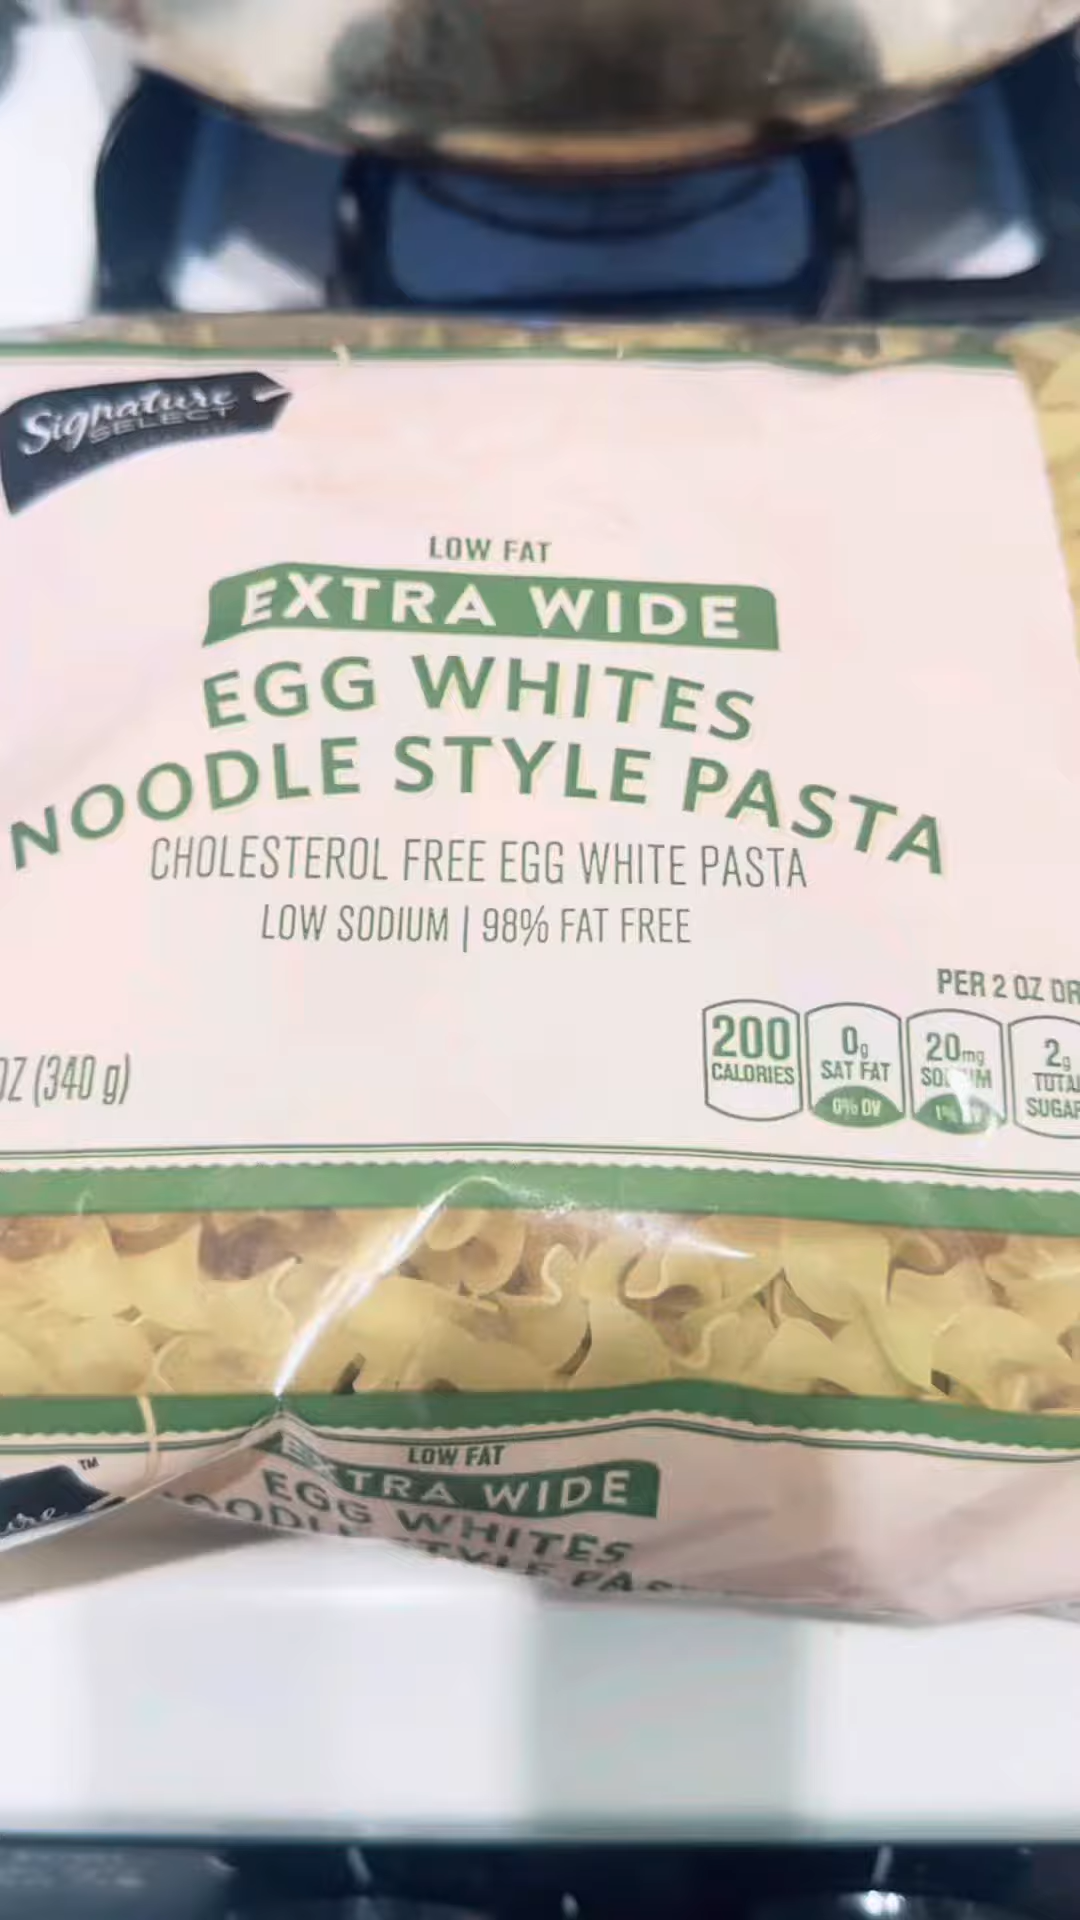 Signature
SELECT
LOW FAT
EXTRA WIDE
EGG WHITES
NOODLE STYLE PASTA
CHOLESTEROL FREE EGG WHITE PASTA
LOW SODIUM | 98% FAT FREE
PER 2 OZ DR
OZ (340 g)
200
CALORIES
0g
SAT FAT
0% DV
20mg
1%
2g
TOTAL
SUGAR
TM
LOW FAT
EXTRA WIDE
EGG WHITES